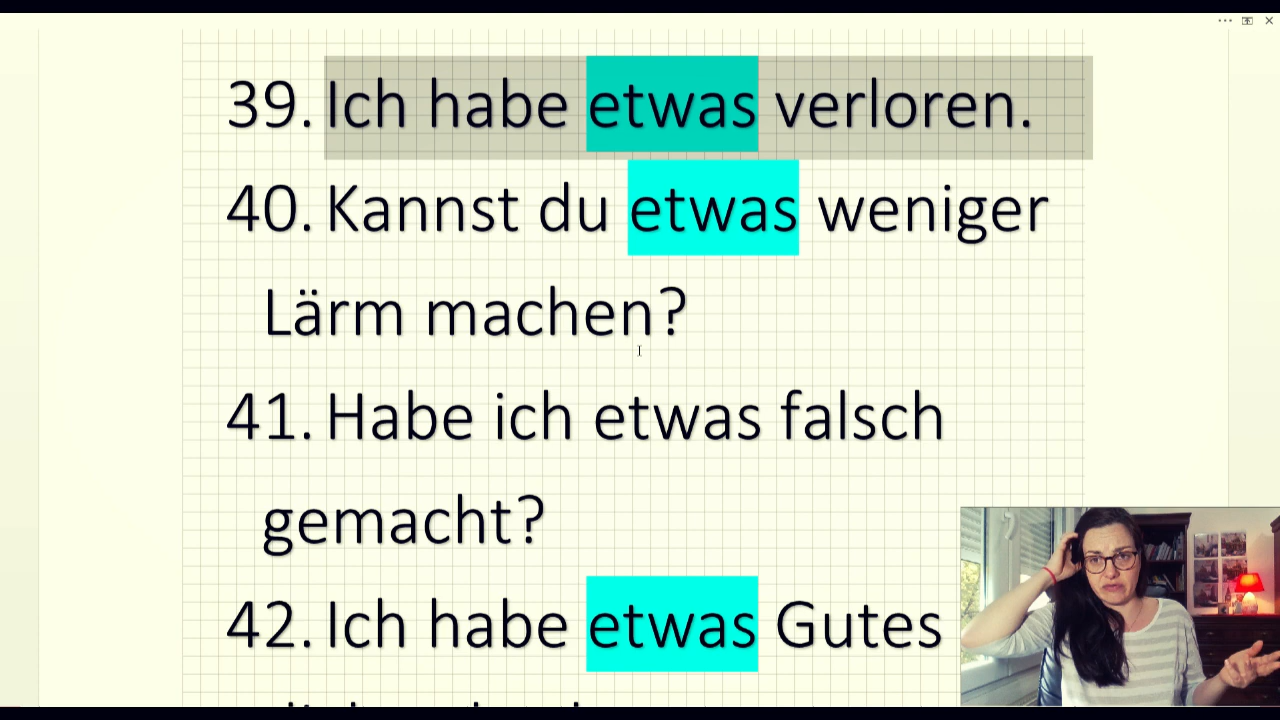 39. Ich habe etwas verloren.
40. Kannst du etwas weniger
Lärm machen?
41. Habe ich etwas falsch
gemacht?
42. Ich habe etwas Gutes